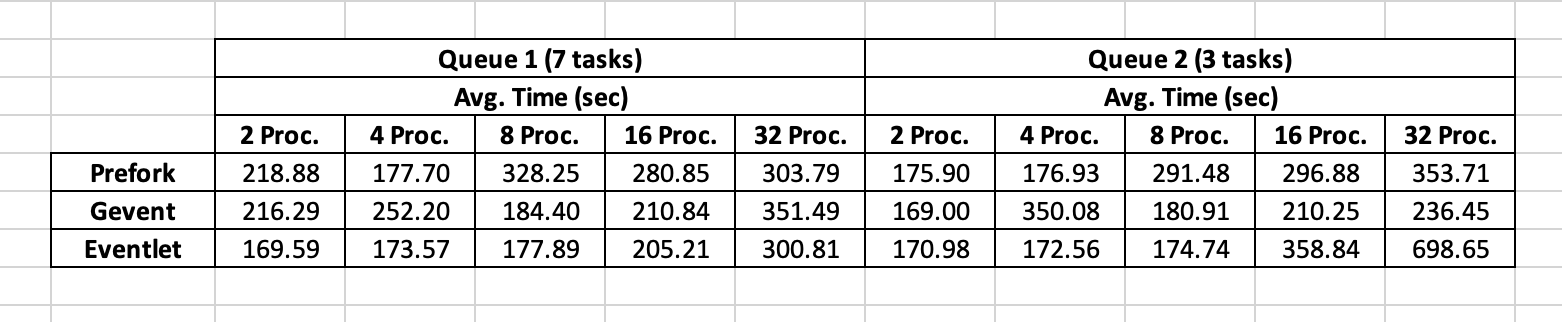 Queue 1 (7 tasks) Queue 2 (3 tasks)
Avg. Time (sec) Avg. Time (sec)
2 Proc. 4 Proc. 8 Proc. 16 Proc. 32 Proc. 2 Proc. 4 Proc. 8 Proc. 16 Proc. 32 Proc.
Prefork 218.88 177.70 328.25 280.85 303.79 175.90 176.93 291.48 296.88 353.71
Gevent 216.29 252.20 184.40 210.84 351.49 169.00 350.08 180.91 210.25 236.45
Eventlet 169.59 173.57 177.89 205.21 300.81 170.98 172.56 174.74 358.84 698.65